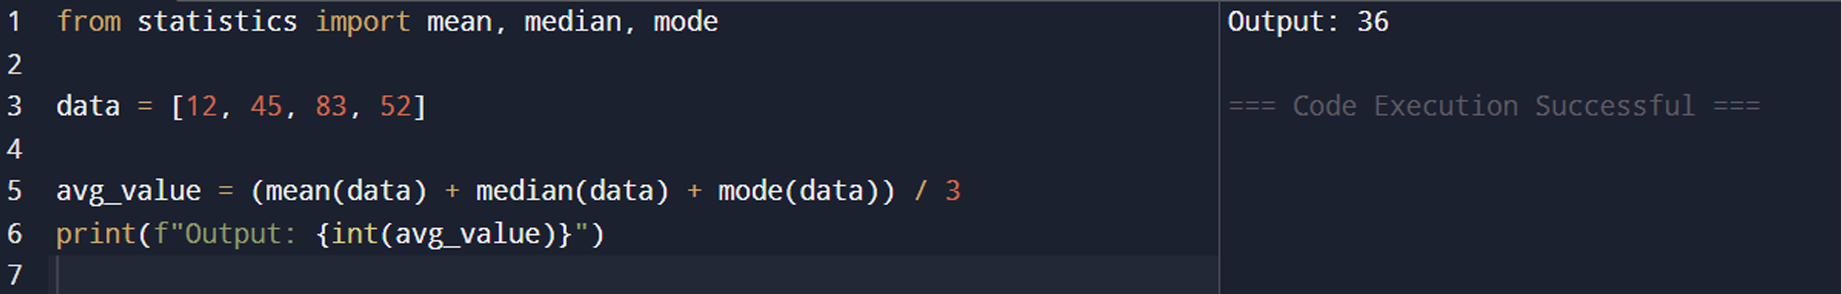 1 from statistics import mean, median, mode Output: 36
2
3 data = [12, 45, 83, 52] === Code Execution Successful ===
4
5 avg_value = (mean(data) + median(data) + mode(data)) / 3
6 print(f"Output: {int(avg_value)}")
7